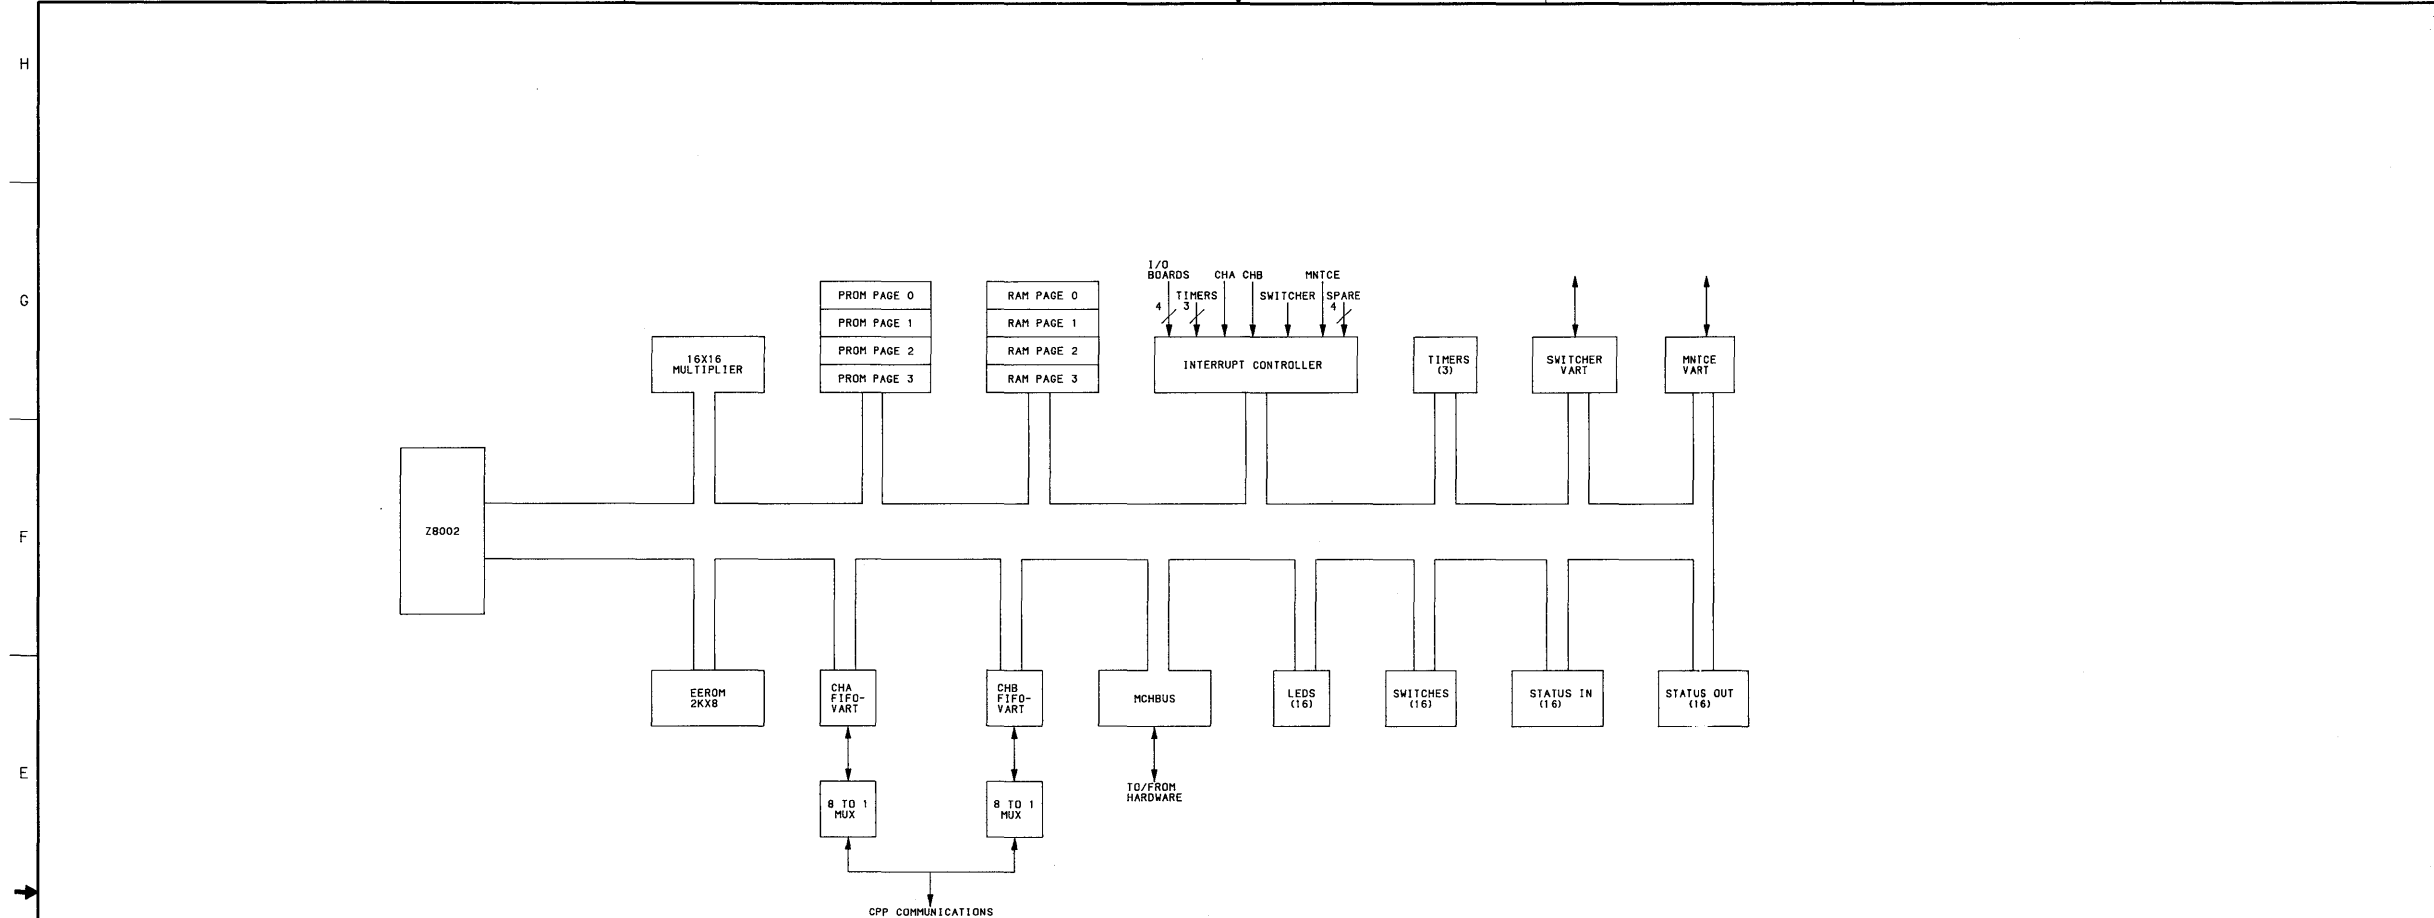 H
G
F
E
I/O
BOARDS
CHA CHB
MNTCE
TIMERS
SWITCHER
SPARE
4
3
4
PROM PAGE 0
PROM PAGE 1
PROM PAGE 2
PROM PAGE 3
RAM PAGE 0
RAM PAGE 1
RAM PAGE 2
RAM PAGE 3
16X16
MULTIPLIER
INTERRUPT CONTROLLER
TIMERS
(3)
SWITCHER
VART
MNTCE
VART
Z8002
EEROM
2KX8
CHA
FIFO-
VART
CHB
FIFO-
VART
MCHBUS
LEDS
(16)
SWITCHES
(16)
STATUS IN
(16)
STATUS OUT
(16)
8 TO 1
MUX
8 TO 1
MUX
TO/FROM
HARDWARE
CPP COMMUNICATIONS